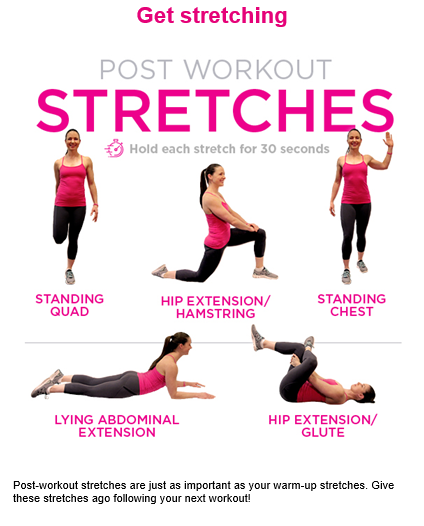 Get stretching
POST WORKOUT
STRETCHES
Hold each stretch for 30 seconds
STANDING
QUAD
HIP EXTENSION/
HAMSTRING
STANDING
CHEST
LYING ABDOMINAL
EXTENSION
HIP EXTENSION/
GLUTE
Post-workout stretches are just as important as your warm-up stretches. Give
these stretches ago following your next workout!